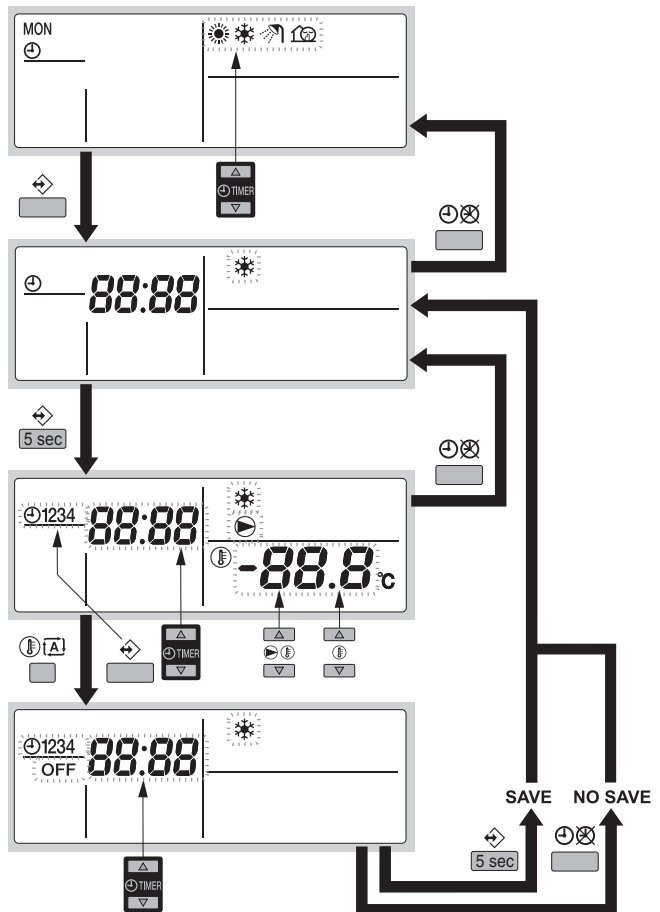 MON
TIMER
88:88
5 sec
1234 88:88
-88.8 °C
A
TIMER
1234 88:88
OFF
SAVE NO SAVE
5 sec
TIMER